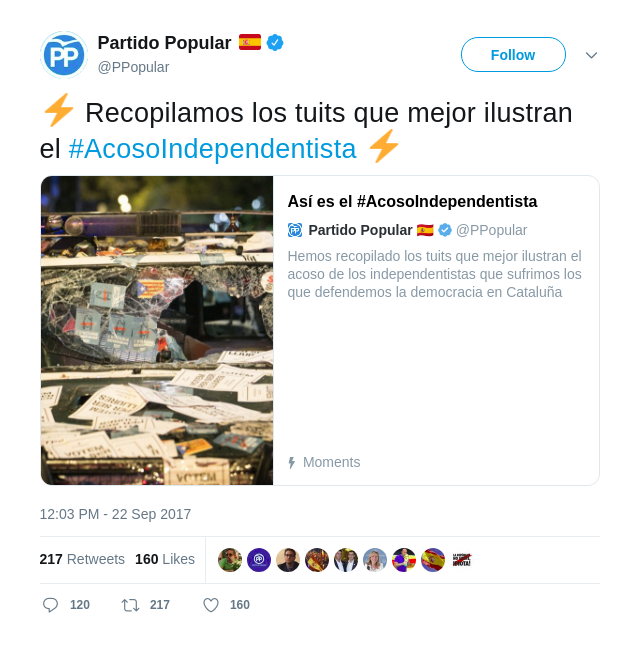 Partido Popular
@PPopular
Follow
Recopilamos los tuits que mejor ilustran
el #AcosoIndependentista
Así es el #AcosoIndependentista
Partido Popular @PPopular
Hemos recopilado los tuits que mejor ilustran el
acoso de los independentistas que sufrimos los
que defendemos la democracia en Cataluña
VOTEM
Moments
12:03 PM - 22 Sep 2017
217 Retweets 160 Likes
120 217 160